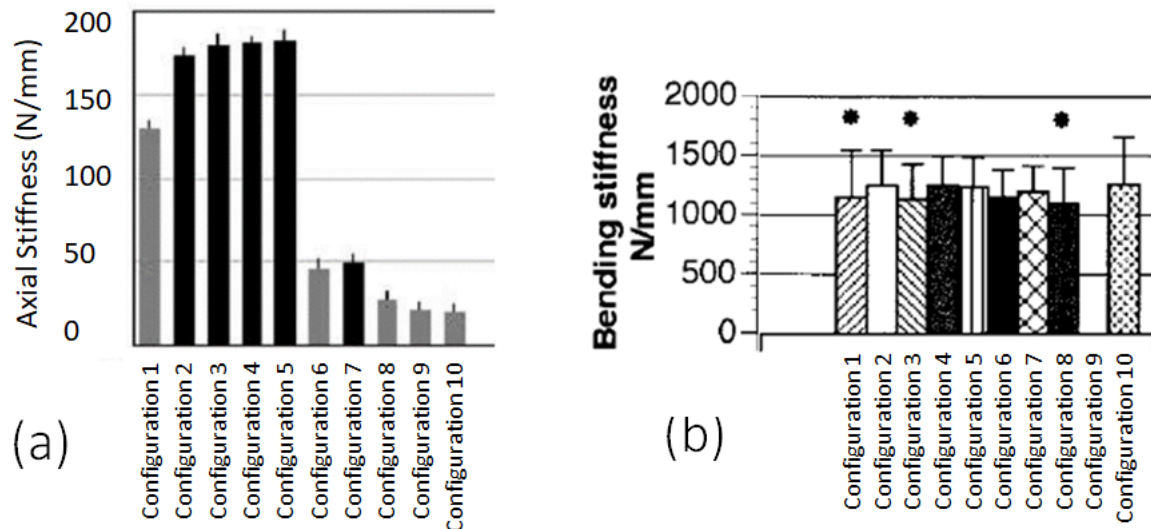 Axial Stiffness (N/mm)
200
150
100
50
0
Configuration 1
Configuration 2
Configuration 3
Configuration 4
Configuration 5
Configuration 6
Configuration 7
Configuration 8
Configuration 9
Configuration 10
(a)
Bending stiffness
N/mm
2000
1500
1000
500
0
* * *
Configuration 1
Configuration 2
Configuration 3
Configuration 4
Configuration 5
Configuration 6
Configuration 7
Configuration 8
Configuration 9
Configuration 10
(b)